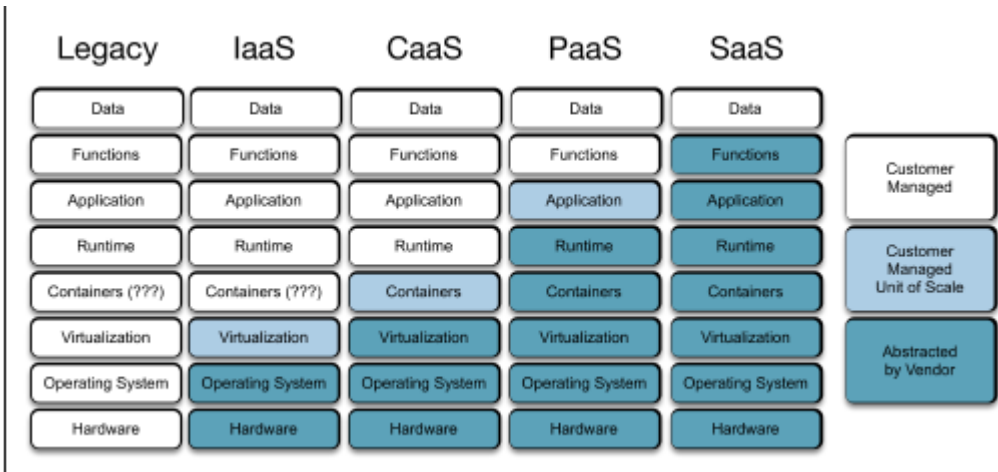 Legacy IaaS CaaS PaaS SaaS
Data Data Data Data Data
Functions Functions Functions Functions Functions
Application Application Application Application Application
Runtime Runtime Runtime Runtime Runtime
Containers (???) Containers (???) Containers Containers Containers
Virtualization Virtualization Virtualization Virtualization Virtualization
Operating System Operating System Operating System Operating System Operating System
Hardware Hardware Hardware Hardware Hardware
Customer
Managed
Customer
Managed
Unit of Scale
Abstracted
by Vendor